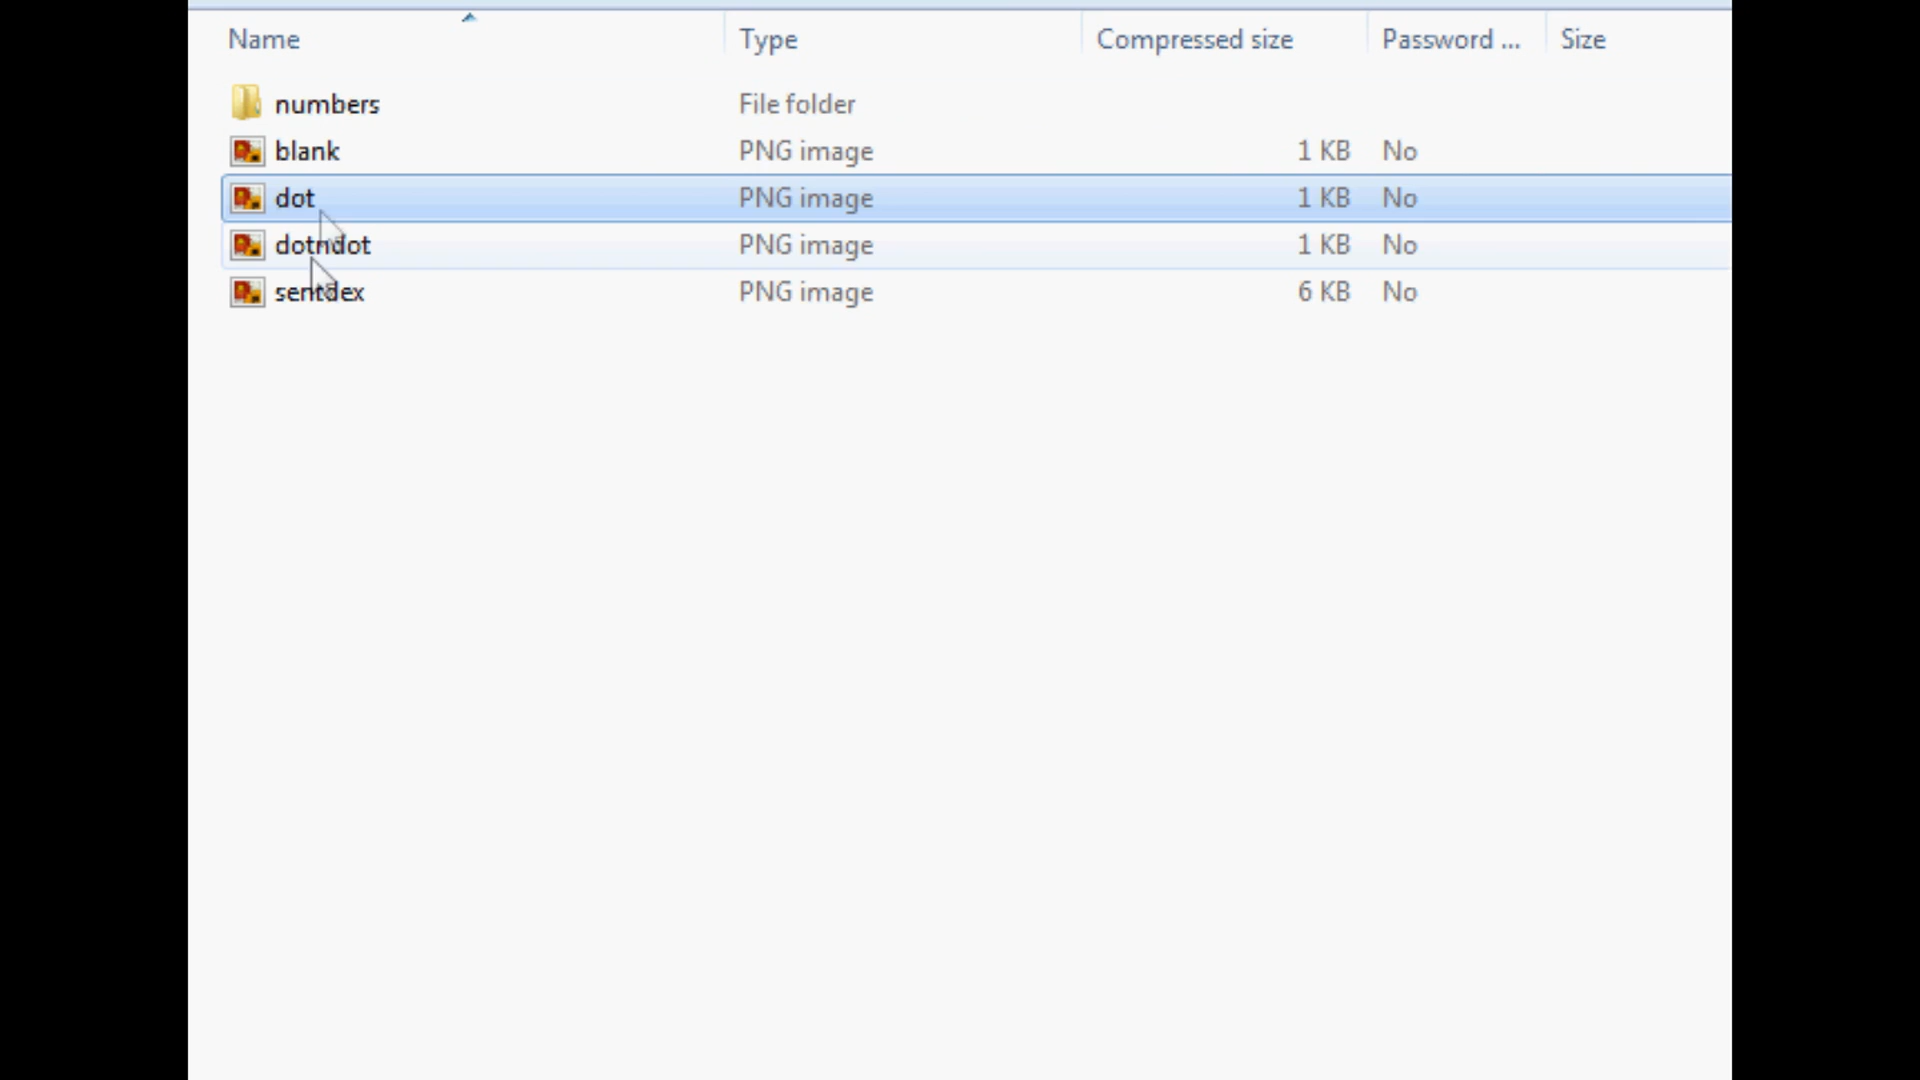 Name Type Compressed size Password ... Size
numbers File folder
blank PNG image 1 KB No
dot PNG image 1 KB No
dotndot PNG image 1 KB No
sentdex PNG image 6 KB No